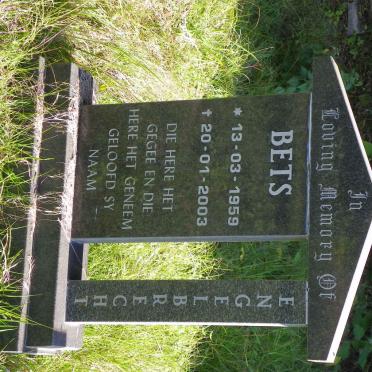 In
Loving Memory Of
BETS
* 13-03-1959
† 20-01-2003
DIE HERE HET
GEGEE EN DIE
HERE HET GENEEM
GELOOFD SY
NAAM
ENGELBRECHT